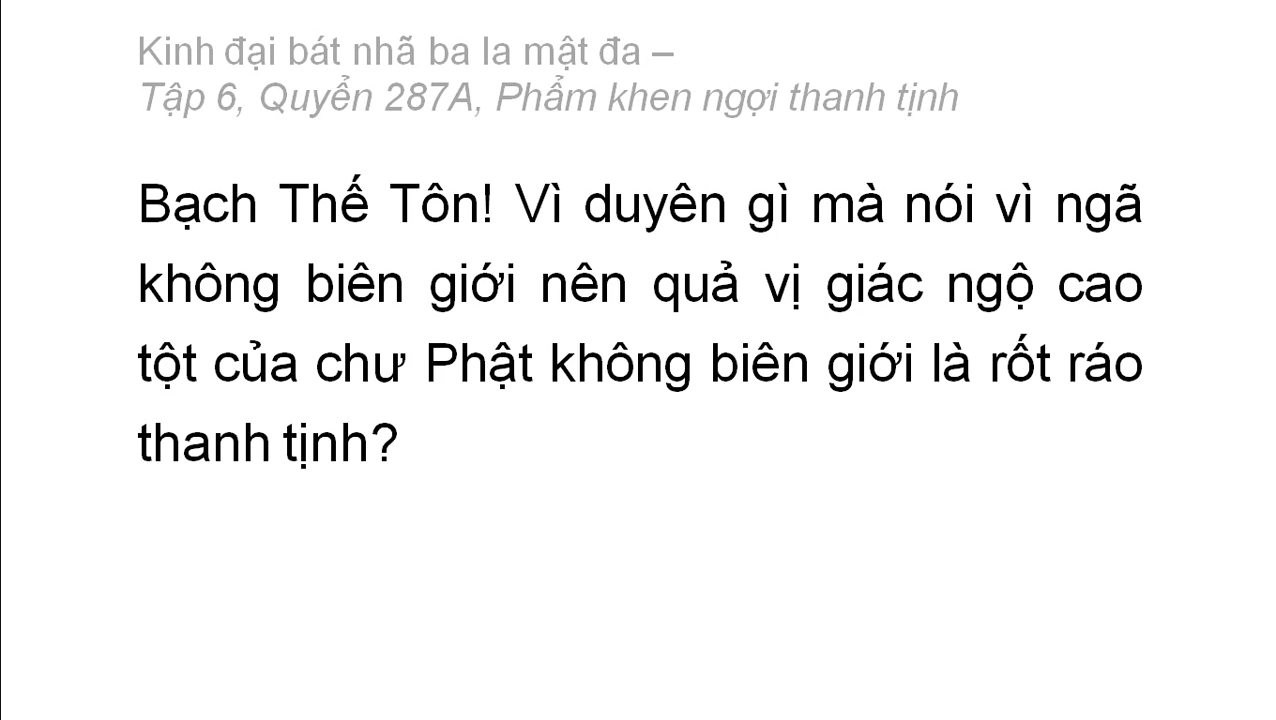 Kinh đại bát nhã ba la mật đa –
Tập 6, Quyển 287A, Phẩm khen ngợi thanh tịnh
Bạch Thế Tôn! Vì duyên gì mà nói vì ngã
không biên giới nên quả vị giác ngộ cao
tột của chư Phật không biên giới là rốt ráo
thanh tịnh?